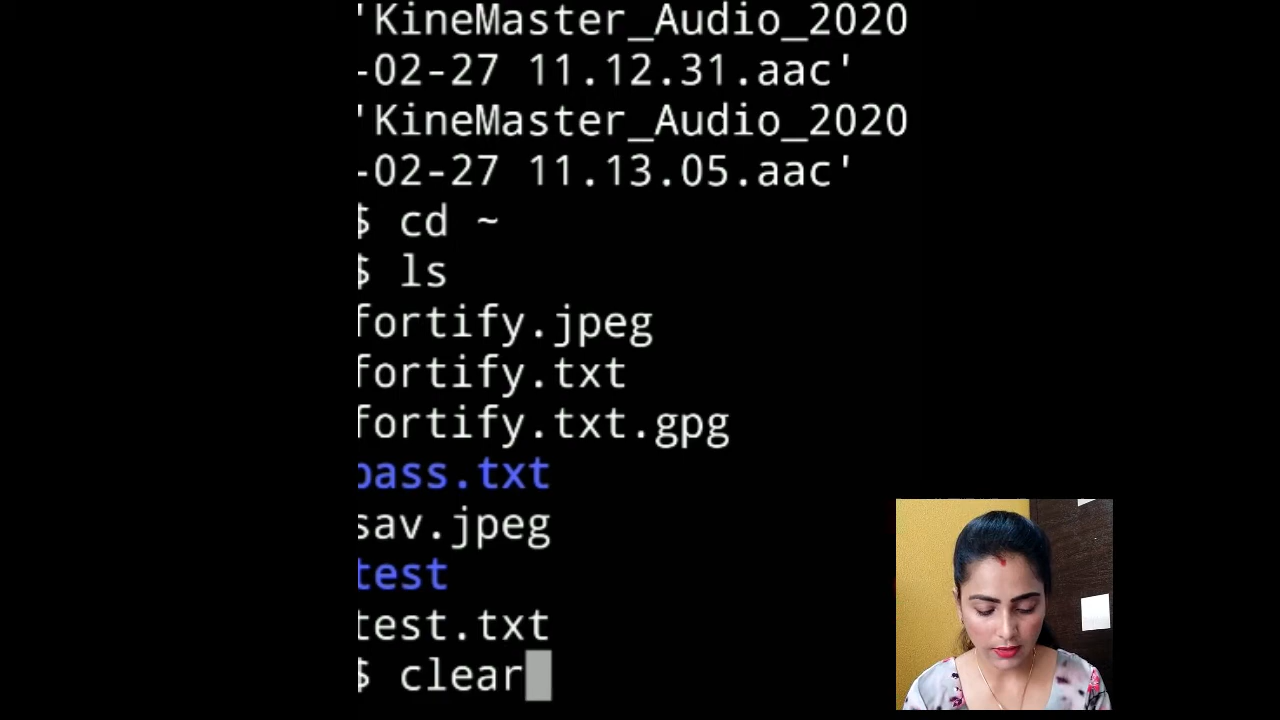 'KineMaster_Audio_2020
-02-27 11.12.31.aac'
'KineMaster_Audio_2020
-02-27 11.13.05.aac'
$ cd ~
$ ls
fortify.jpeg
fortify.txt
fortify.txt.gpg
pass.txt
sav.jpeg
test
test.txt
$ clear